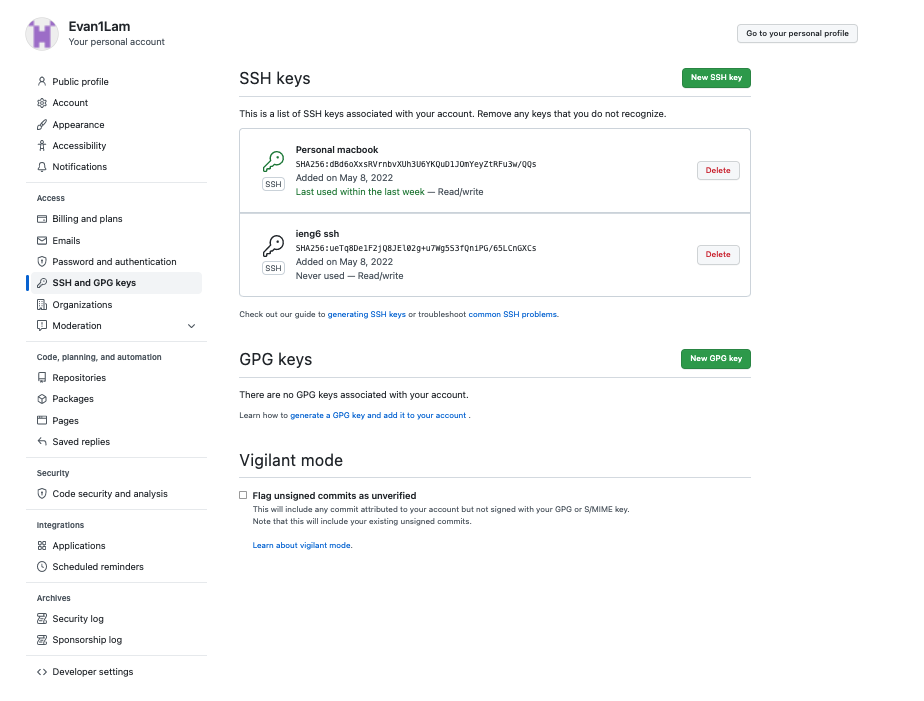 Evan1Lam
Your personal account
Go to your personal profile
Public profile
Account
Appearance
Accessibility
Notifications
Access
Billing and plans
Emails
Password and authentication
SSH and GPG keys
Organizations
Moderation
Code, planning, and automation
Repositories
Packages
Pages
Saved replies
Security
Code security and analysis
Integrations
Applications
Scheduled reminders
Archives
Security log
Sponsorship log
Developer settings
SSH keys
New SSH key
This is a list of SSH keys associated with your account. Remove any keys that you do not recognize.
Personal macbook
SHA256:dBd6oXxsRVrnbvXUh3U6YKQuD1JOmYeyZtRFu3w/QQs
Added on May 8, 2022
Last used within the last week — Read/write
SSH
Delete
ieng6 ssh
SHA256:ueTq8De1F2jQ8JEl02g+u7Wg5S3fQniPG/65LCnGXCs
Added on May 8, 2022
Never used — Read/write
SSH
Delete
Check out our guide to generating SSH keys or troubleshoot common SSH problems.
GPG keys
New GPG key
There are no GPG keys associated with your account.
Learn how to generate a GPG key and add it to your account .
Vigilant mode
Flag unsigned commits as unverified
This will include any commit attributed to your account but not signed with your GPG or S/MIME key.
Note that this will include your existing unsigned commits.
Learn about vigilant mode.